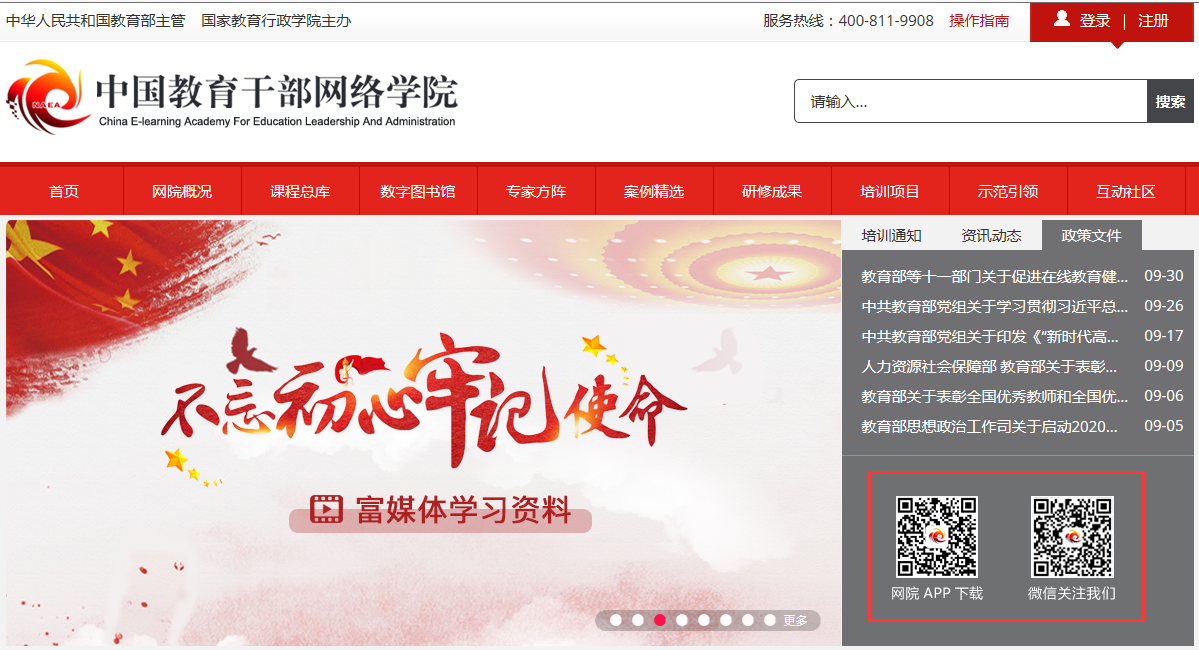 中华人民共和国教育部主管 国家教育行政学院主办
服务热线：400-811-9908 操作指南 登录 | 注册
NAEA
中国教育干部网络学院
China E-learning Academy For Education Leadership And Administration
请输入... 搜索
首页 网院概况 课程总库 数字图书馆 专家方阵 案例精选 研修成果 培训项目 示范引领 互动社区
不忘初心牢记使命
富媒体学习资料
更多
培训通知 资讯动态 政策文件
教育部等十一部门关于促进在线教育健... 09-30
中共教育部党组关于学习贯彻习近平总... 09-26
中共教育部党组关于印发《“新时代高... 09-17
人力资源社会保障部 教育部关于表彰... 09-09
教育部关于表彰全国优秀教师和全国优... 09-06
教育部思想政治工作司关于启动2020... 09-05
网院 APP 下载 微信关注我们